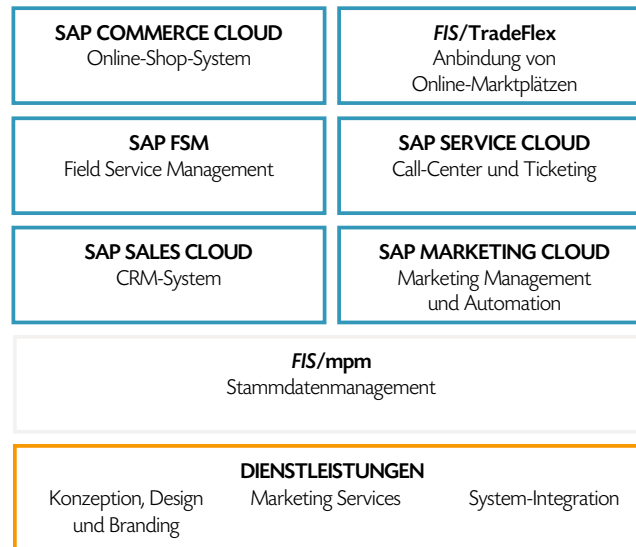 SAP COMMERCE CLOUD
Online-Shop-System
FIS/TradeFlex
Anbindung von
Online-Marktplätzen
SAP FSM
Field Service Management
SAP SERVICE CLOUD
Call-Center und Ticketing
SAP SALES CLOUD
CRM-System
SAP MARKETING CLOUD
Marketing Management
und Automation
FIS/mpm
Stammdatenmanagement
DIENSTLEISTUNGEN
Konzeption, Design
und Branding
Marketing Services
System-Integration